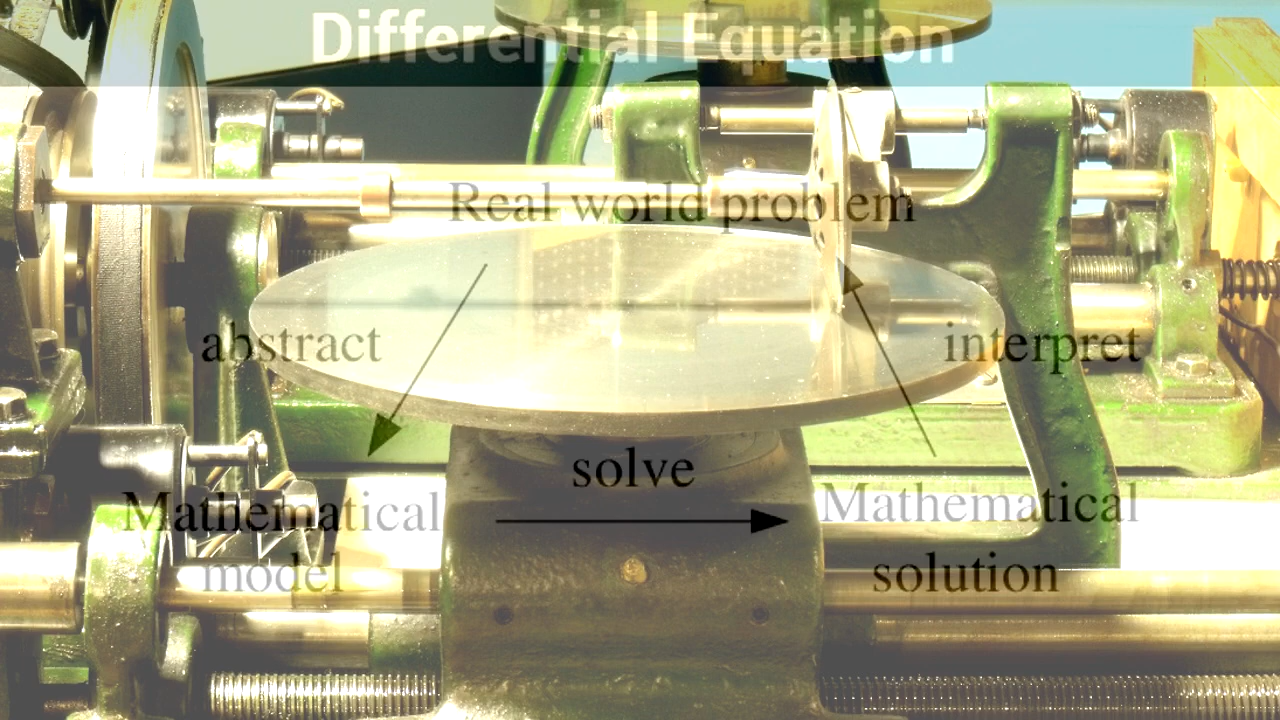 Differential Equation
Real world problem
abstract
interpret
solve
Mathematical
model
Mathematical
solution